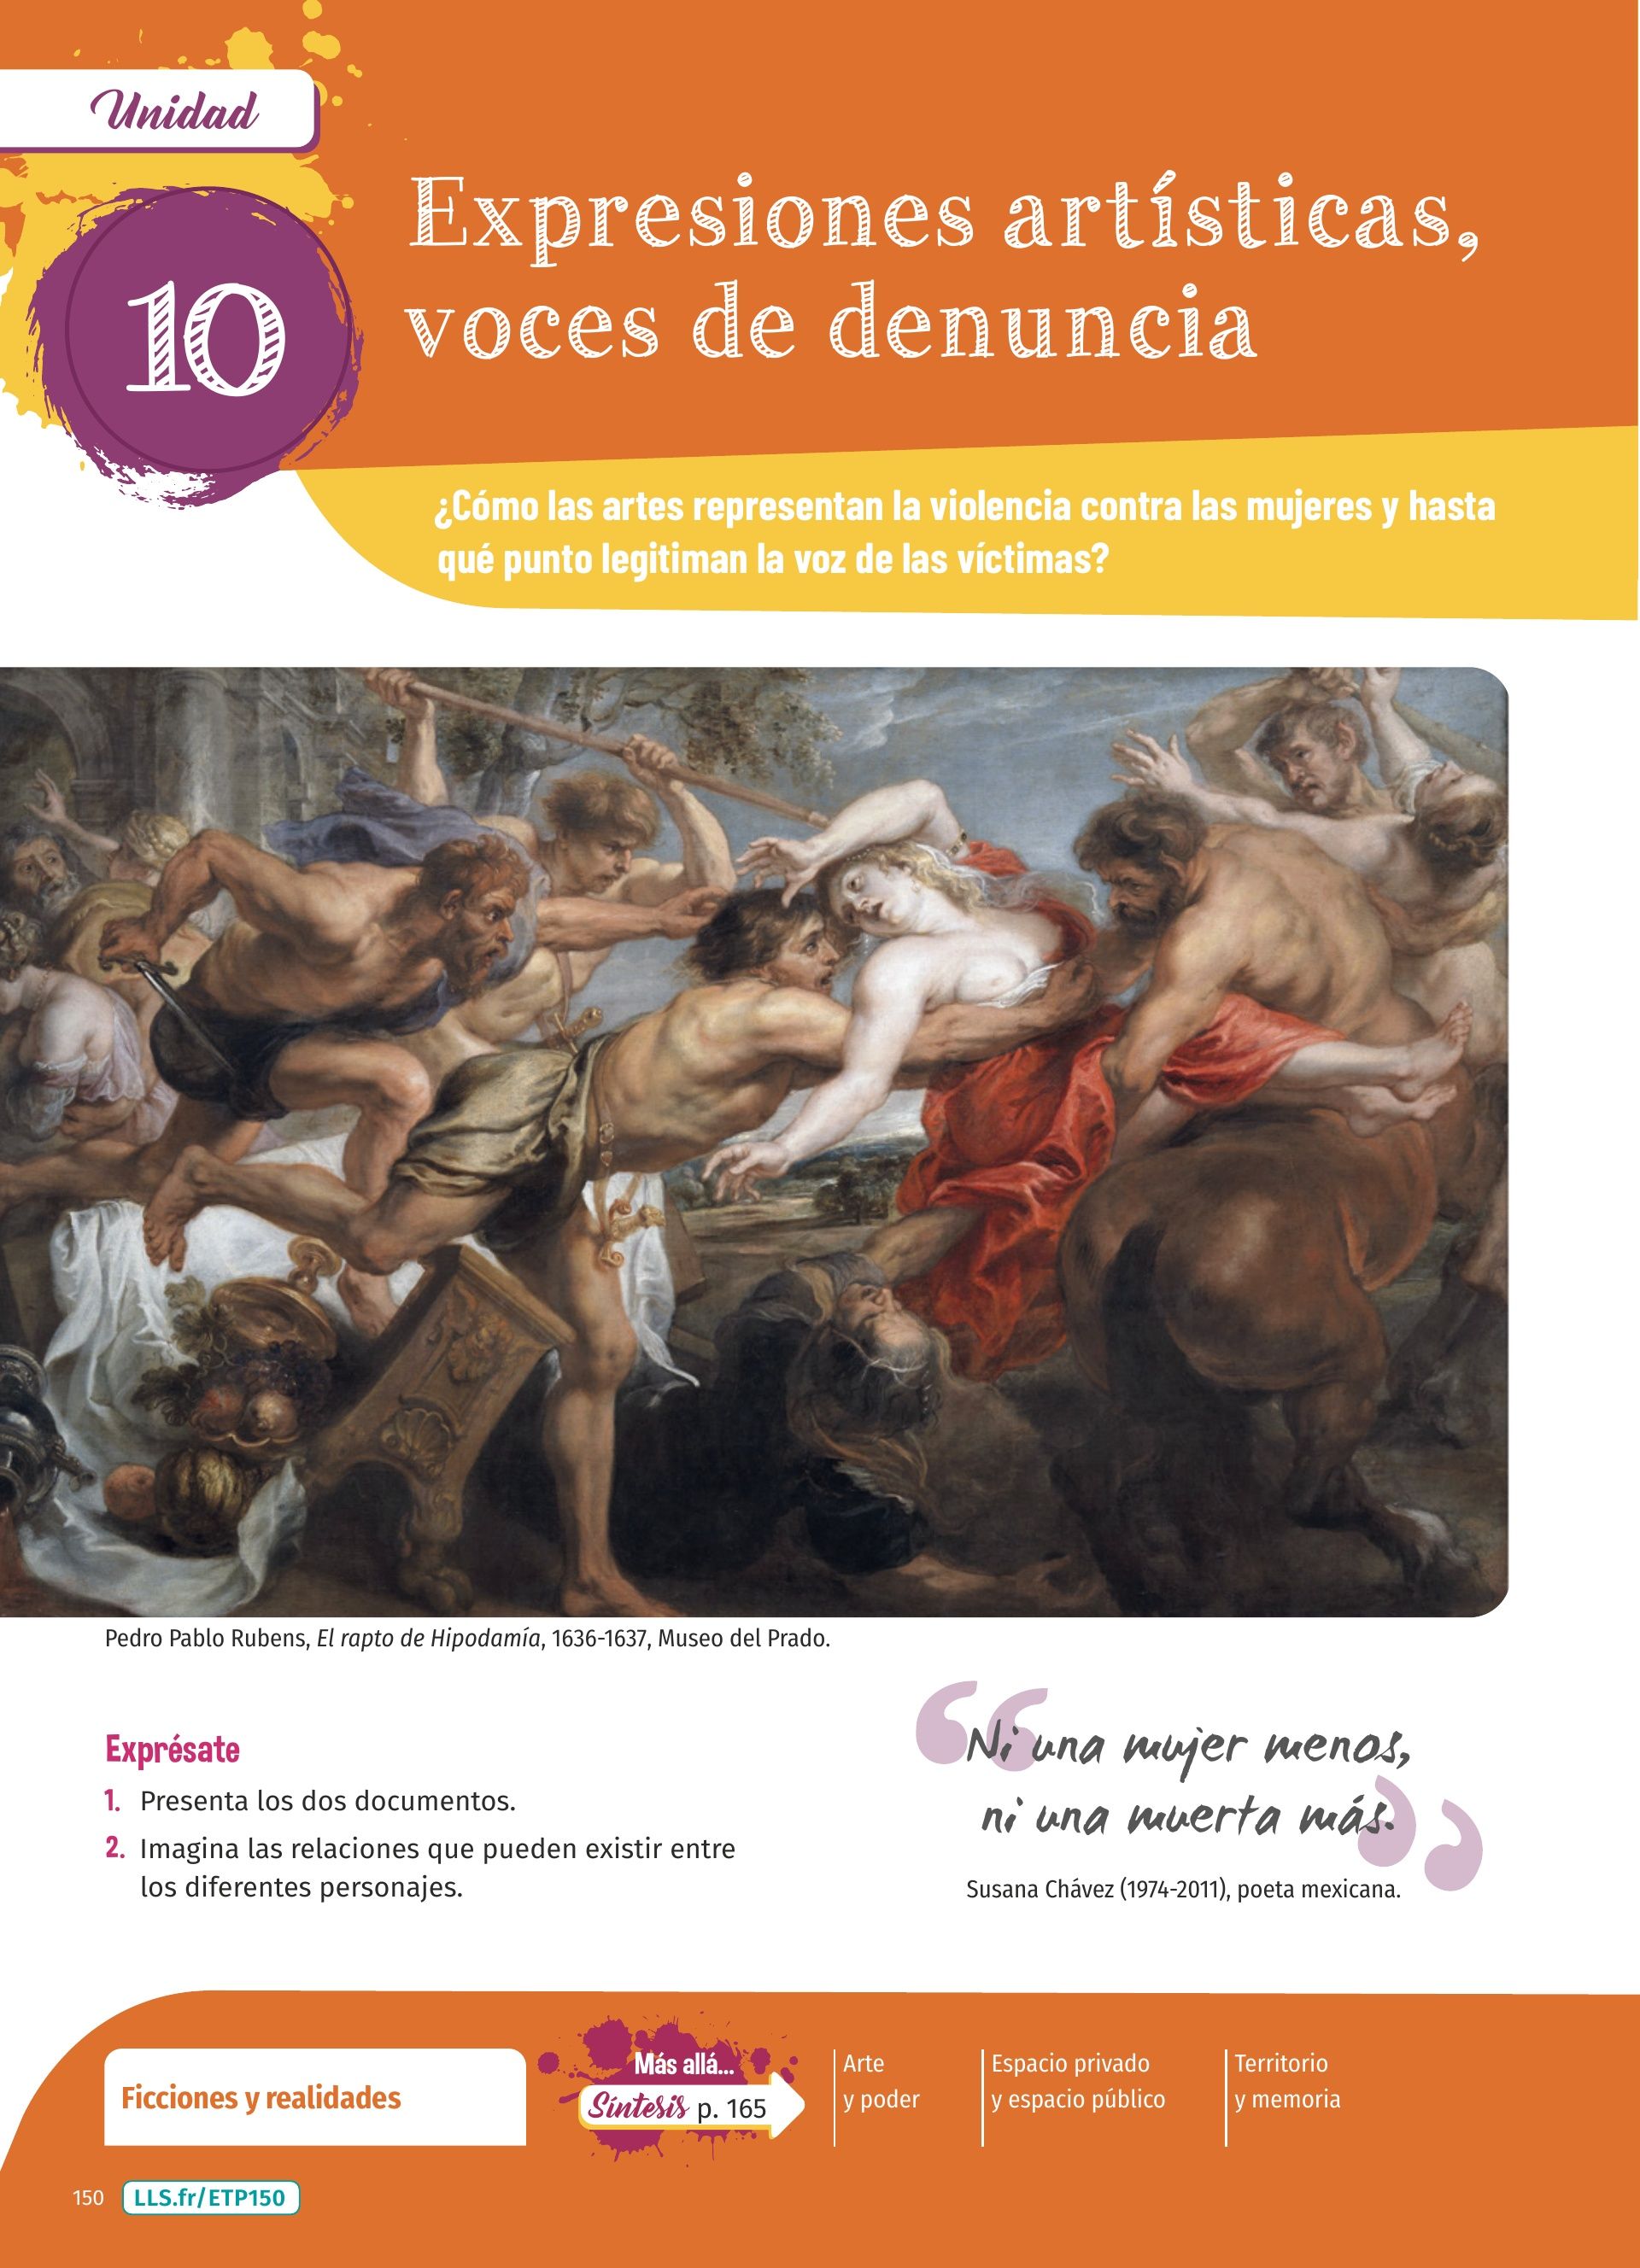 Unidad
10
Expresiones artísticas,
voces de denuncia
¿Cómo las artes representan la violencia contra las mujeres y hasta
qué punto legitiman la voz de las víctimas?
Pedro Pablo Rubens, El rapto de Hipodamía, 1636-1637, Museo del Prado.
Exprésate
1. Presenta los dos documentos.
2. Imagina las relaciones que pueden existir entre
los diferentes personajes.
“Ni una mujer menos,
ni una muerta más.”
Susana Chávez (1974-2011), poeta mexicana.
Ficciones y realidades
Más allá...
Síntesis p. 165
Arte
y poder
Espacio privado
y espacio público
Territorio
y memoria
150 LLS.fr/ETP150